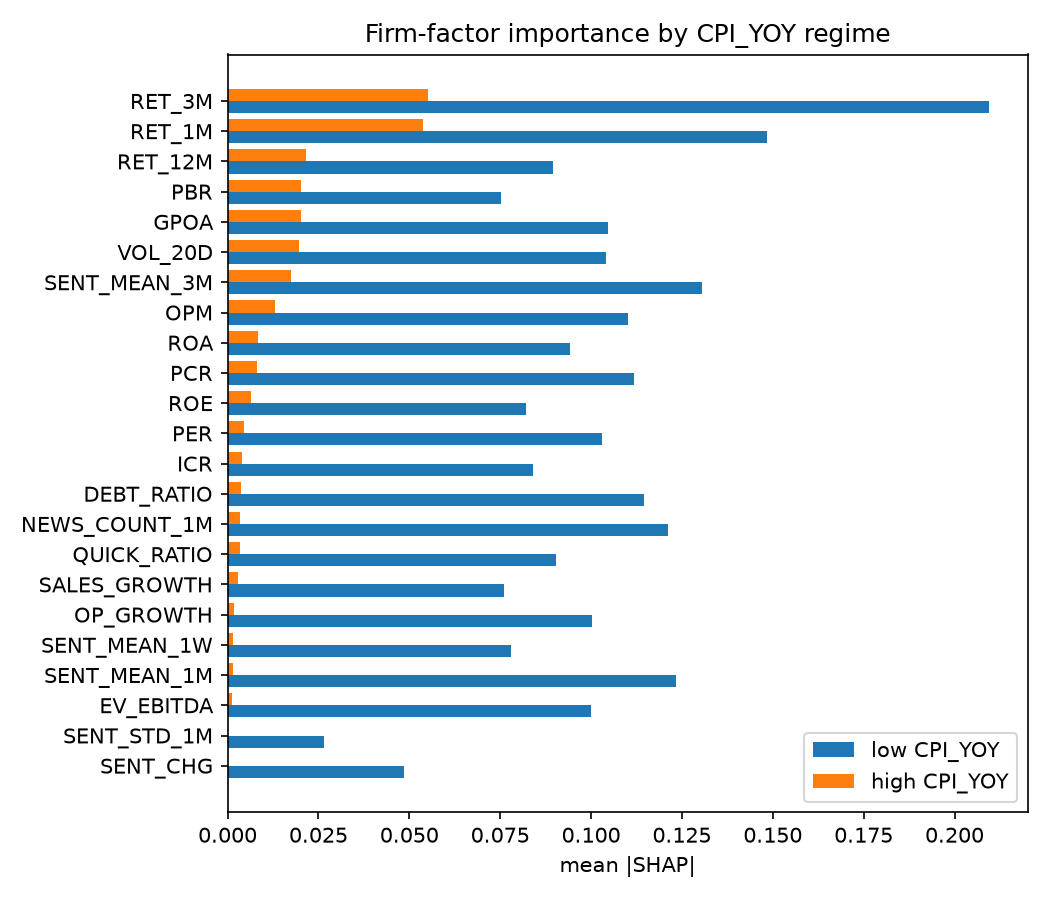 Firm-factor importance by CPI_YOY regime
RET_3M
RET_1M
RET_12M
PBR
GPOA
VOL_20D
SENT_MEAN_3M
OPM
ROA
PCR
ROE
PER
ICR
DEBT_RATIO
NEWS_COUNT_1M
QUICK_RATIO
SALES_GROWTH
OP_GROWTH
SENT_MEAN_1W
SENT_MEAN_1M
EV_EBITDA
SENT_STD_1M
SENT_CHG
low CPI_YOY
high CPI_YOY
0.000 0.025 0.050 0.075 0.100 0.125 0.150 0.175 0.200
mean |SHAP|